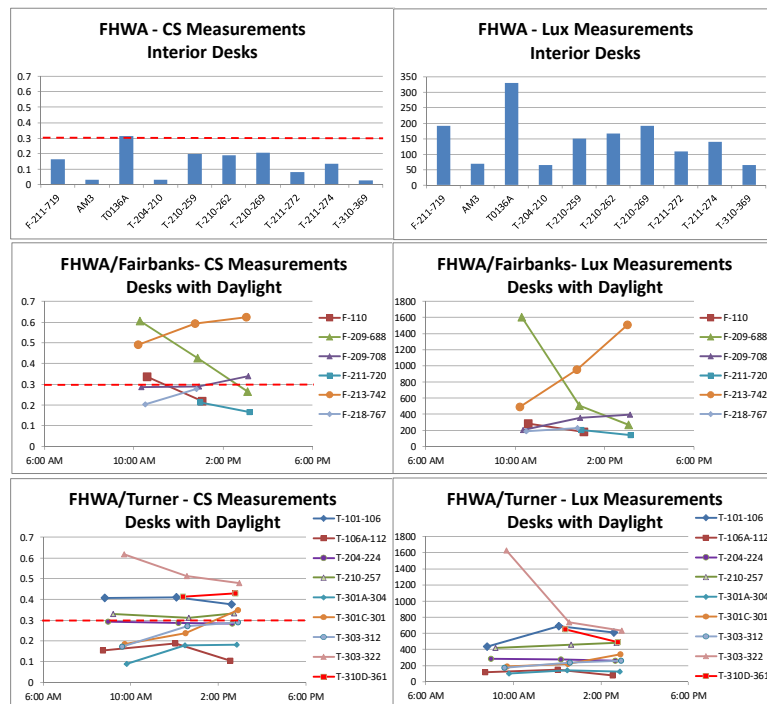 FHWA - CS Measurements
Interior Desks
0.7
0.6
0.5
0.4
0.3
0.2
0.1
0
F-211-719
AM3
T0136A
T-204-210
T-210-259
T-210-262
T-210-269
T-211-272
T-211-274
T-310-369
FHWA - Lux Measurements
Interior Desks
350
300
250
200
150
100
50
0
F-211-719
AM3
T0136A
T-204-210
T-210-259
T-210-262
T-210-269
T-211-272
T-211-274
T-310-369
FHWA/Fairbanks- CS Measurements
Desks with Daylight
0.7
0.6
0.5
0.4
0.3
0.2
0.1
0
6:00 AM 10:00 AM 2:00 PM 6:00 PM
F-110
F-209-688
F-209-708
F-211-720
F-213-742
F-218-767
FHWA/Fairbanks- Lux Measurements
Desks with Daylight
1800
1600
1400
1200
1000
800
600
400
200
0
6:00 AM 10:00 AM 2:00 PM 6:00 PM
F-110
F-209-688
F-209-708
F-211-720
F-213-742
F-218-767
FHWA/Turner - CS Measurements
Desks with Daylight
0.7
0.6
0.5
0.4
0.3
0.2
0.1
0
6:00 AM 10:00 AM 2:00 PM 6:00 PM
T-101-106
T-106A-112
T-204-224
T-210-257
T-301A-304
T-301C-301
T-303-312
T-303-322
T-310D-361
FHWA/Turner - Lux Measurements
Desks with Daylight
1800
1600
1400
1200
1000
800
600
400
200
0
6:00 AM 10:00 AM 2:00 PM 6:00 PM
T-101-106
T-106A-112
T-204-224
T-210-257
T-301A-304
T-301C-301
T-303-312
T-303-322
T-310D-361